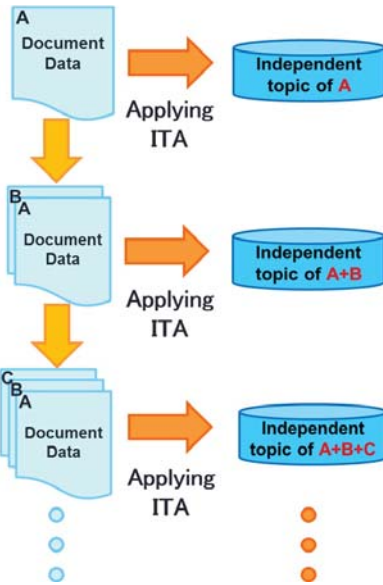 A
Document
Data
Applying
ITA
Independent
topic of A
B
A
Document
Data
Applying
ITA
Independent
topic of A+B
C
B
A
Document
Data
Applying
ITA
Independent
topic of A+B+C